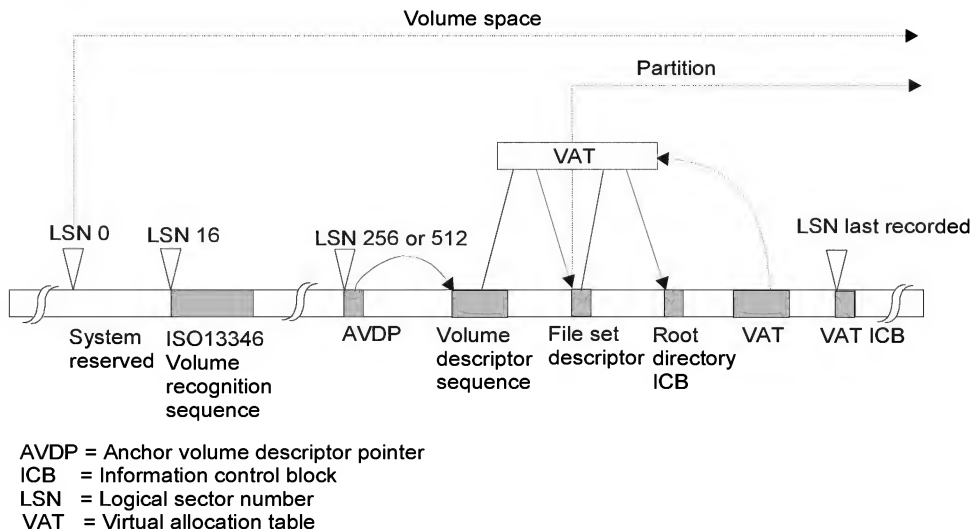 Volume space
Partition
VAT
LSN 0
LSN 16
LSN 256 or 512
LSN last recorded
System
reserved
ISO13346
Volume
recognition
sequence
AVDP
Volume
descriptor
sequence
File set
descriptor
Root
directory
ICB
VAT
VAT ICB
AVDP = Anchor volume descriptor pointer
ICB = Information control block
LSN = Logical sector number
VAT = Virtual allocation table